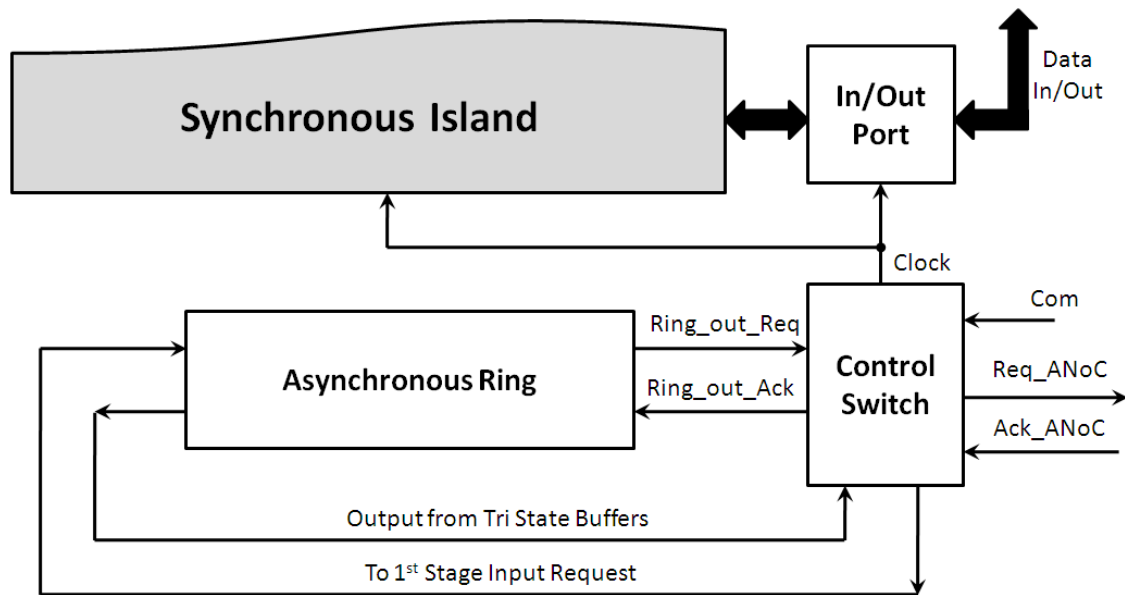 Synchronous Island
In/Out
Port
Data
In/Out
Clock
Com
Ring_out_Req
Asynchronous Ring
Control
Switch
Req_ANoC
Ring_out_Ack
Ack_ANoC
Output from Tri State Buffers
To 1st Stage Input Request